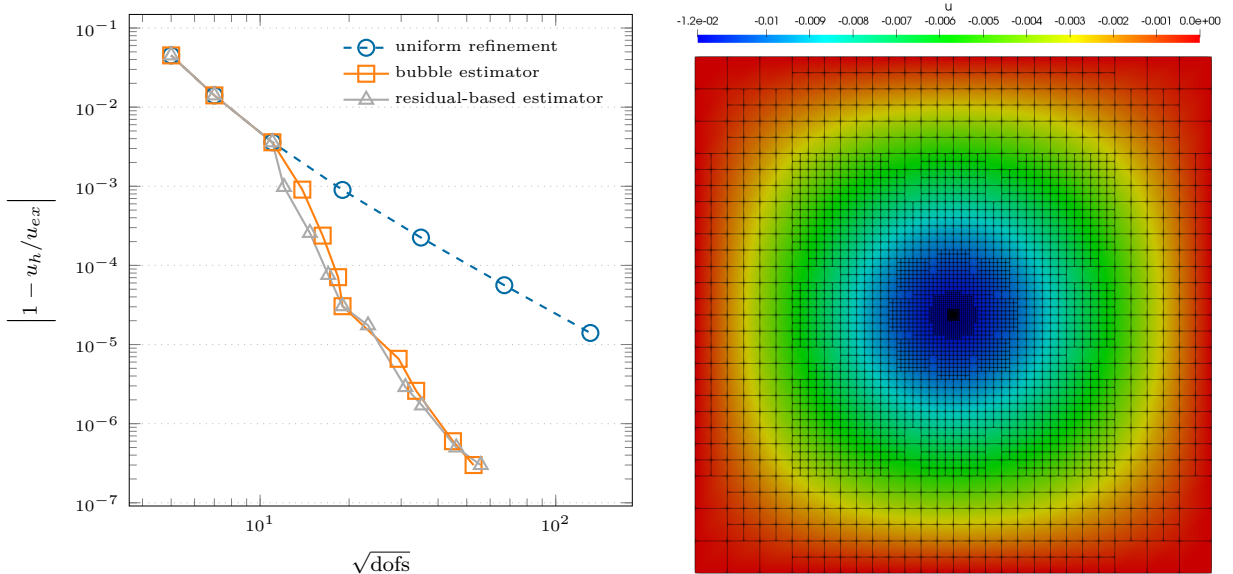 uniform refinement
bubble estimator
residual-based estimator
10^{-1}
10^{-2}
10^{-3}
10^{-4}
10^{-5}
10^{-6}
10^{-7}
|1 − u_h/u_{ex}|
10^1 10^2
√dofs
u
-1.2e-02 -0.01 -0.009 -0.008 -0.007 -0.006 -0.005 -0.004 -0.003 -0.002 -0.001 0.0e+00